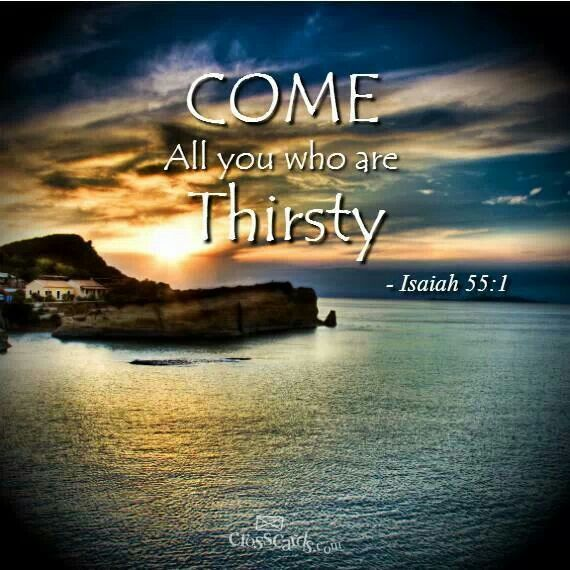 COME
All you who are
Thirsty
- Isaiah 55:1
crosscards.com